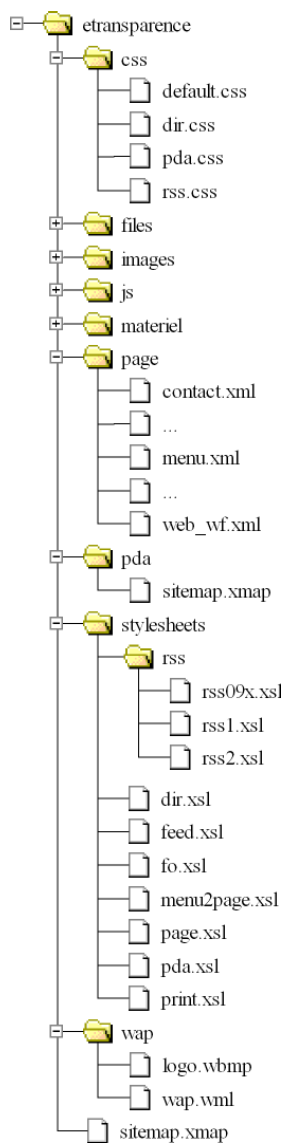 etransparence
css
default.css
dir.css
pda.css
rss.css
files
images
js
materiel
page
contact.xml
...
menu.xml
...
web_wf.xml
pda
sitemap.xmap
stylesheets
rss
rss09x.xsl
rss1.xsl
rss2.xsl
dir.xsl
feed.xsl
fo.xsl
menu2page.xsl
page.xsl
pda.xsl
print.xsl
wap
logo.wbmp
wap.wml
sitemap.xmap